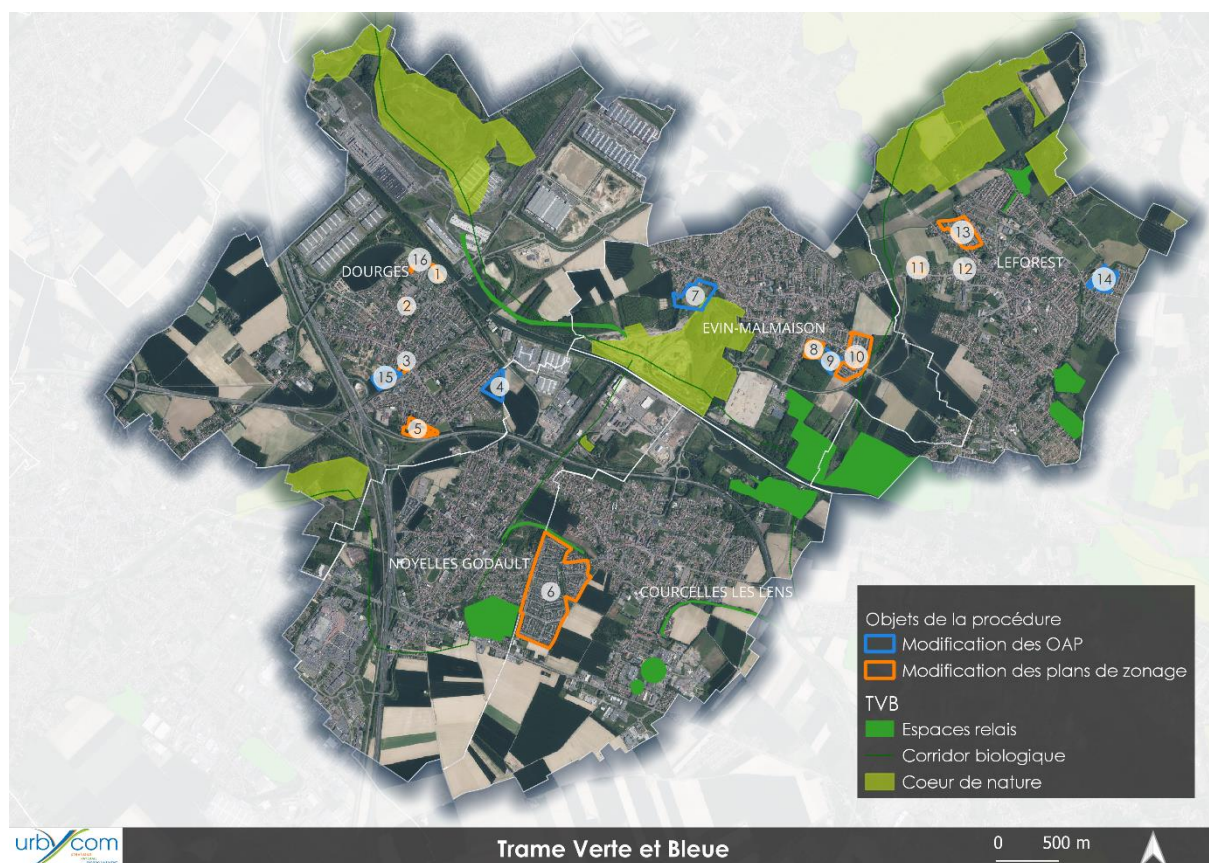 16
DOURGES
1
2
3
15
4
5
7
EVIN-MALMAISON
8
9
10
11
12
13
LEFOREST
14
NOYELLES GODAULT
6
COURCELLES LES LENS
Objets de la procédure
Modification des OAP
Modification des plans de zonage
TVB
Espaces relais
Corridor biologique
Coeur de nature
urbycom
Trame Verte et Bleue
0 500 m